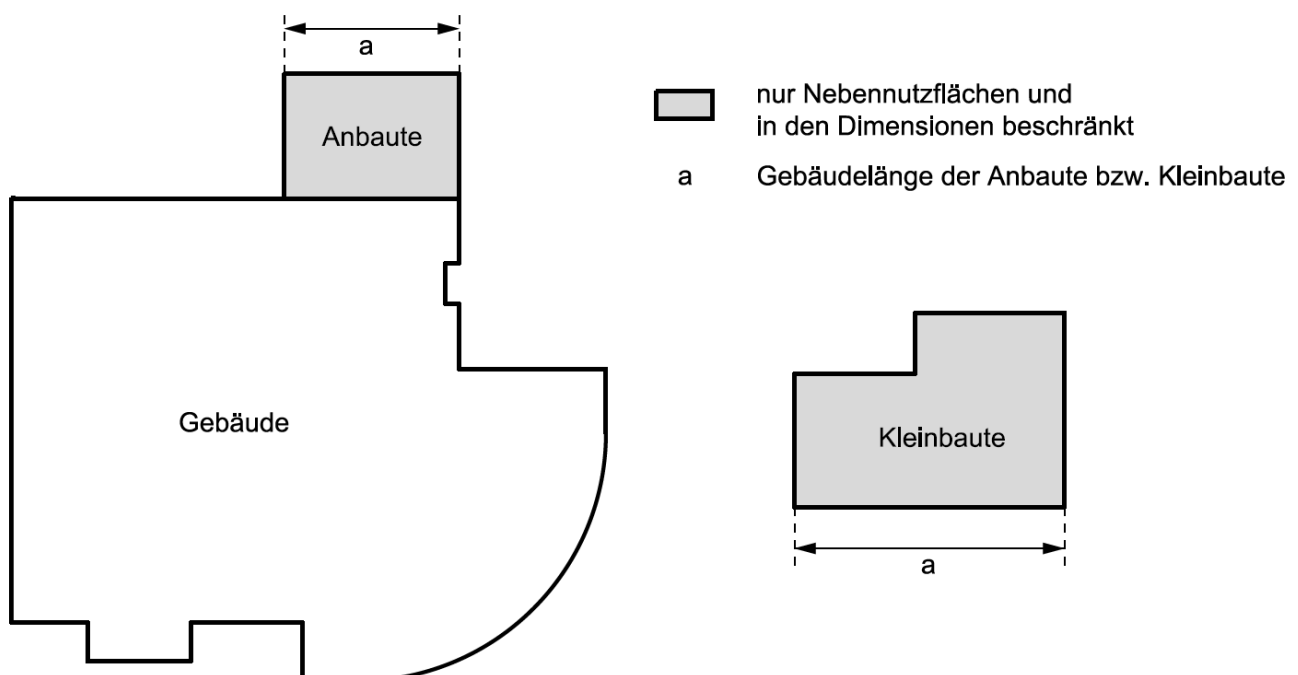 a
Anbaute
nur Nebennutzflächen und
in den Dimensionen beschränkt
a Gebäudelänge der Anbaute bzw. Kleinbaute
Gebäude
Kleinbaute
a